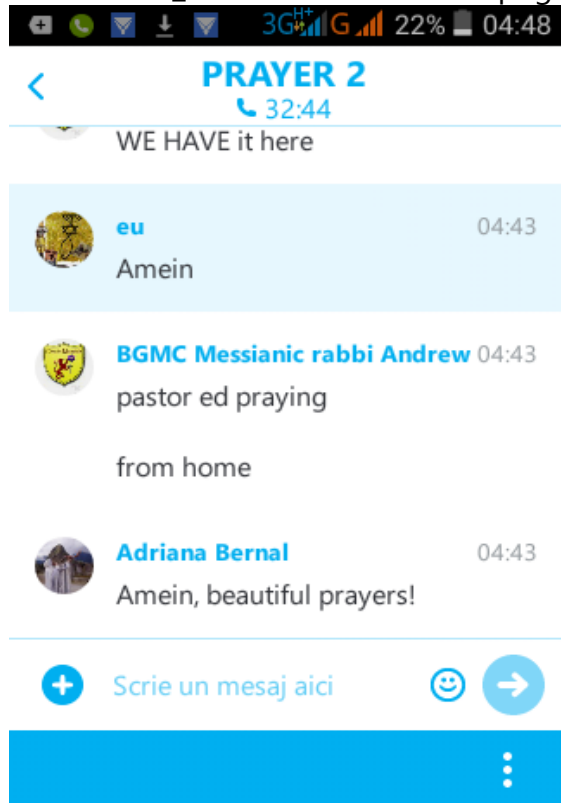 3G H+ G 22% 04:48
PRAYER 2
32:44
WE HAVE it here
eu 04:43
Amein
BGMC Messianic rabbi Andrew 04:43
pastor ed praying
from home
Adriana Bernal 04:43
Amein, beautiful prayers!
Scrie un mesaj aici